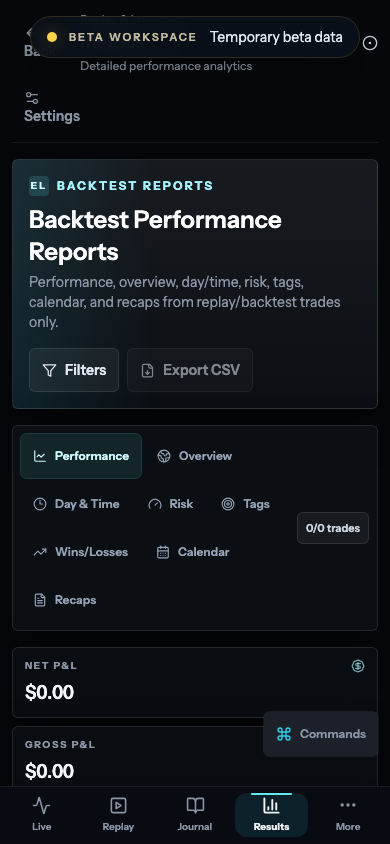 BETA WORKSPACE Temporary beta data
Detailed performance analytics
Settings
EL BACKTEST REPORTS
Backtest Performance
Reports
Performance, overview, day/time, risk, tags,
calendar, and recaps from replay/backtest trades
only.
Filters Export CSV
Performance Overview
Day & Time Risk Tags
0/0 trades
Wins/Losses Calendar
Recaps
NET P&L
$0.00
GROSS P&L
$0.00
Commands
Live Replay Journal Results More